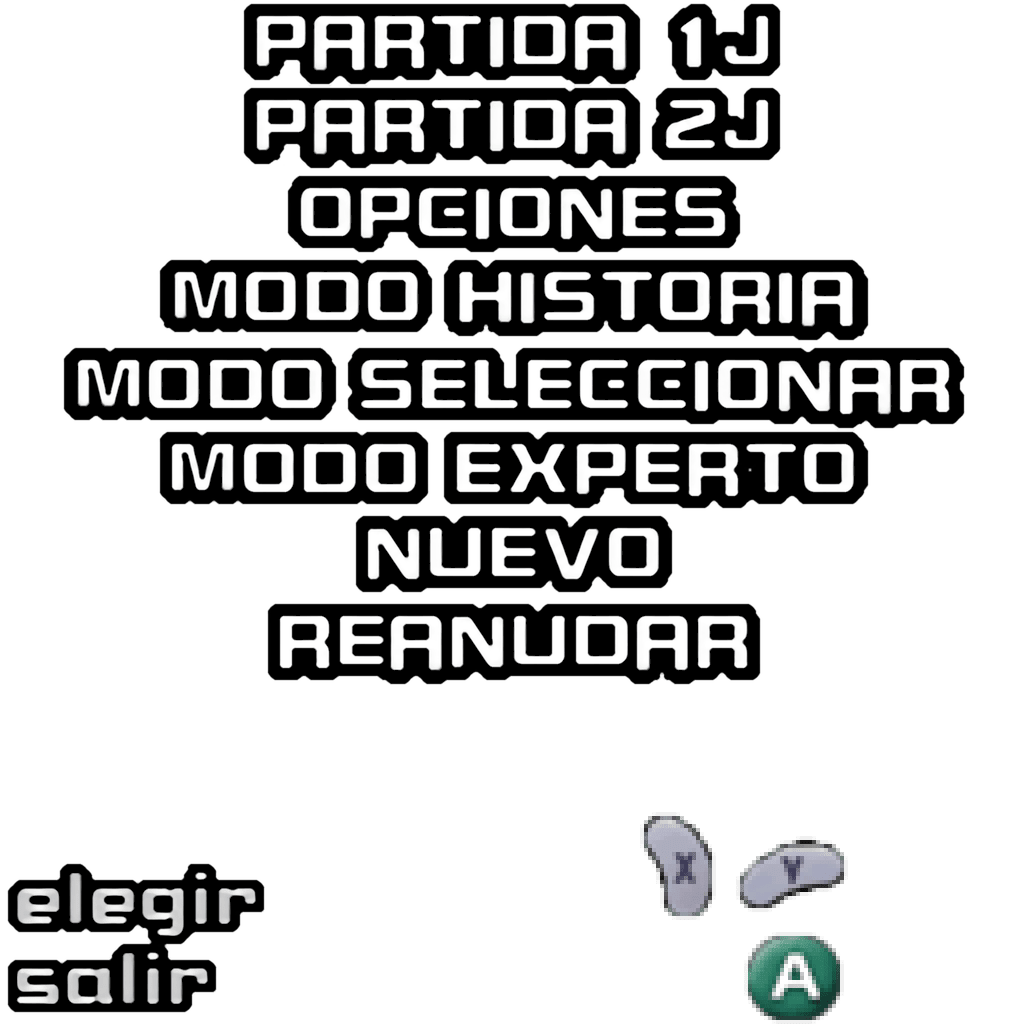 PARTIDA 1J
PARTIDA 2J
OPCIONES
MODO HISTORIA
MODO SELECCIONAR
MODO EXPERTO
NUEVO
REANUDAR
X Y
elegir
salir
A